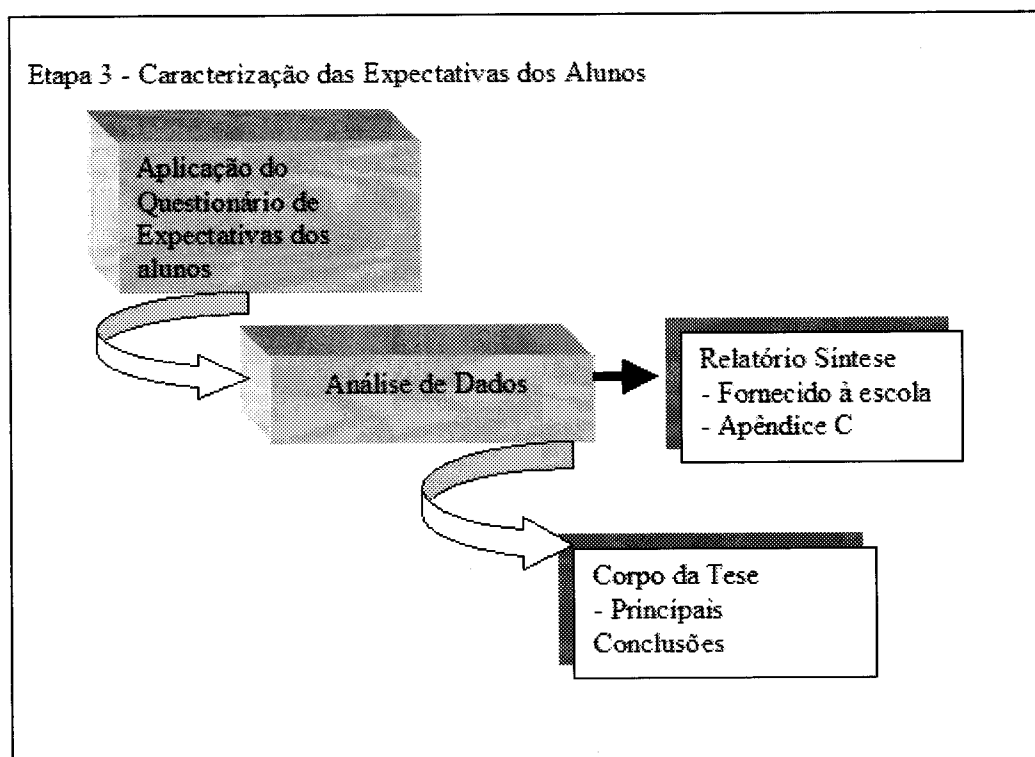 Etapa 3 - Caracterização das Expectativas dos Alunos
Aplicação do
Questionário de
Expectativas dos
alunos
Análise de Dados
Relatório Síntese
- Fornecido à escola
- Apêndice C
Corpo da Tese
- Principais
Conclusões